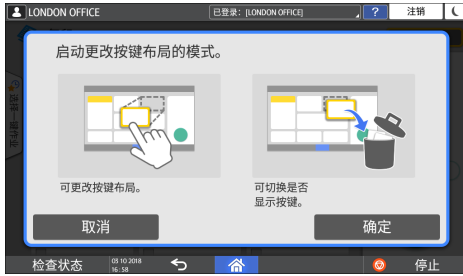 LONDON OFFICE
已登录：[LONDON OFFICE]
?
注销
启动更改按键布局的模式。
可更改按键布局。
可切换是否
显示按键。
取消
确定
检查状态
03 10 2018
16:58
停止